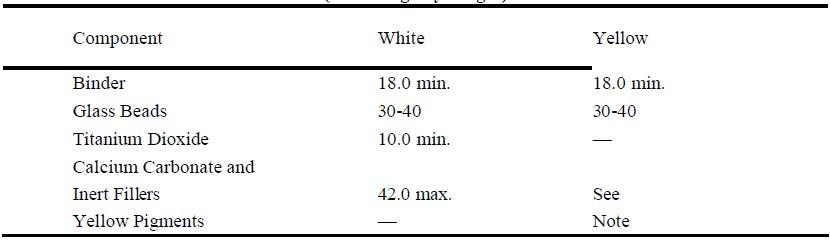 Component White Yellow
Binder 18.0 min. 18.0 min.
Glass Beads 30-40 30-40
Titanium Dioxide 10.0 min. —
Calcium Carbonate and
Inert Fillers 42.0 max. See
Yellow Pigments — Note